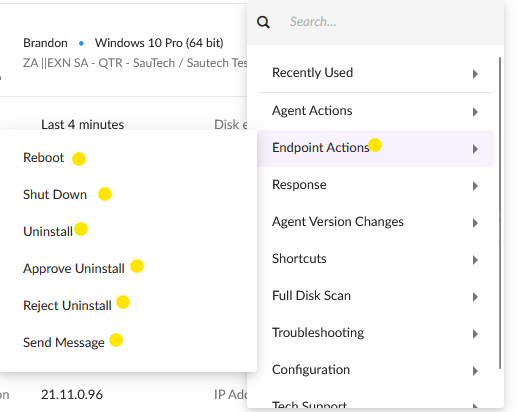 Search...
Brandon • Windows 10 Pro (64 bit)
ZA ||EXN SA - QTR - SauTech / Sautech Tes
Recently Used
Agent Actions
Last 4 minutes
Disk e
Endpoint Actions
Reboot
Response
Shut Down
Agent Version Changes
Uninstall
Shortcuts
Approve Uninstall
Full Disk Scan
Reject Uninstall
Troubleshooting
Send Message
Configuration
on
21.11.0.96
IP Add
Tech Support